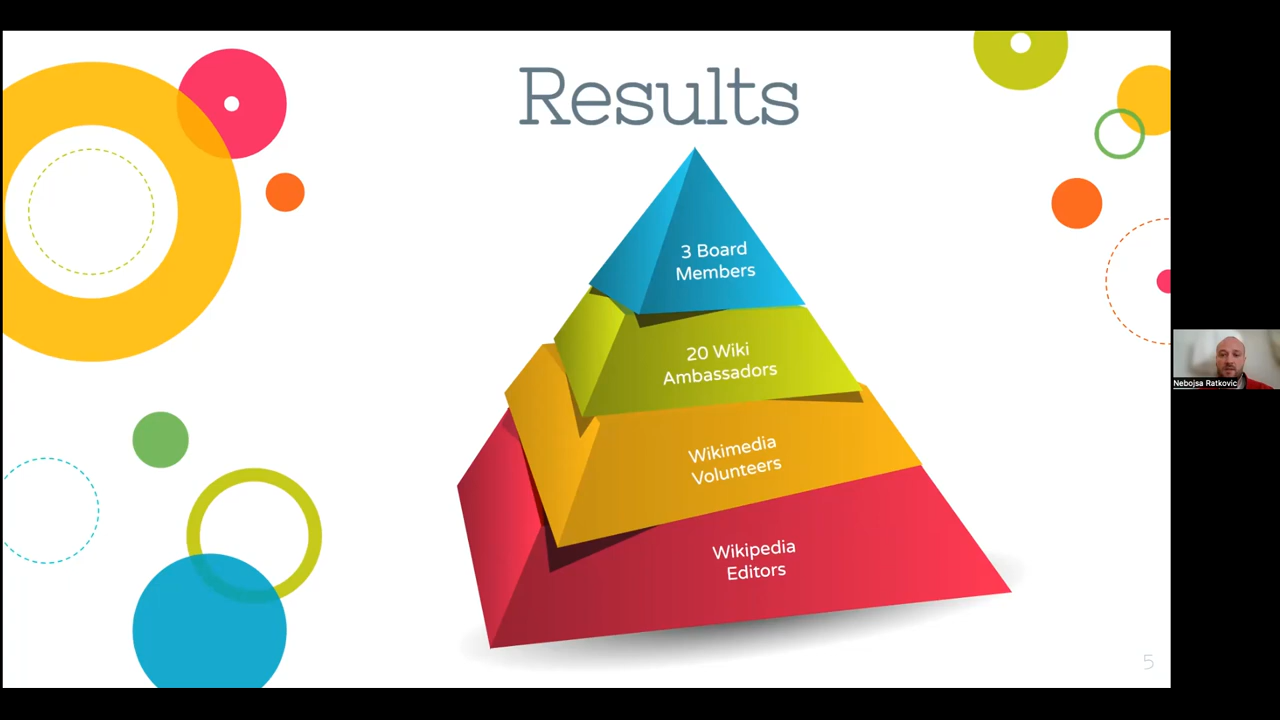 Results
3 Board
Members
20 Wiki
Ambassadors
Wikimedia
Volunteers
Wikipedia
Editors
5
Nebojsa Ratkovic